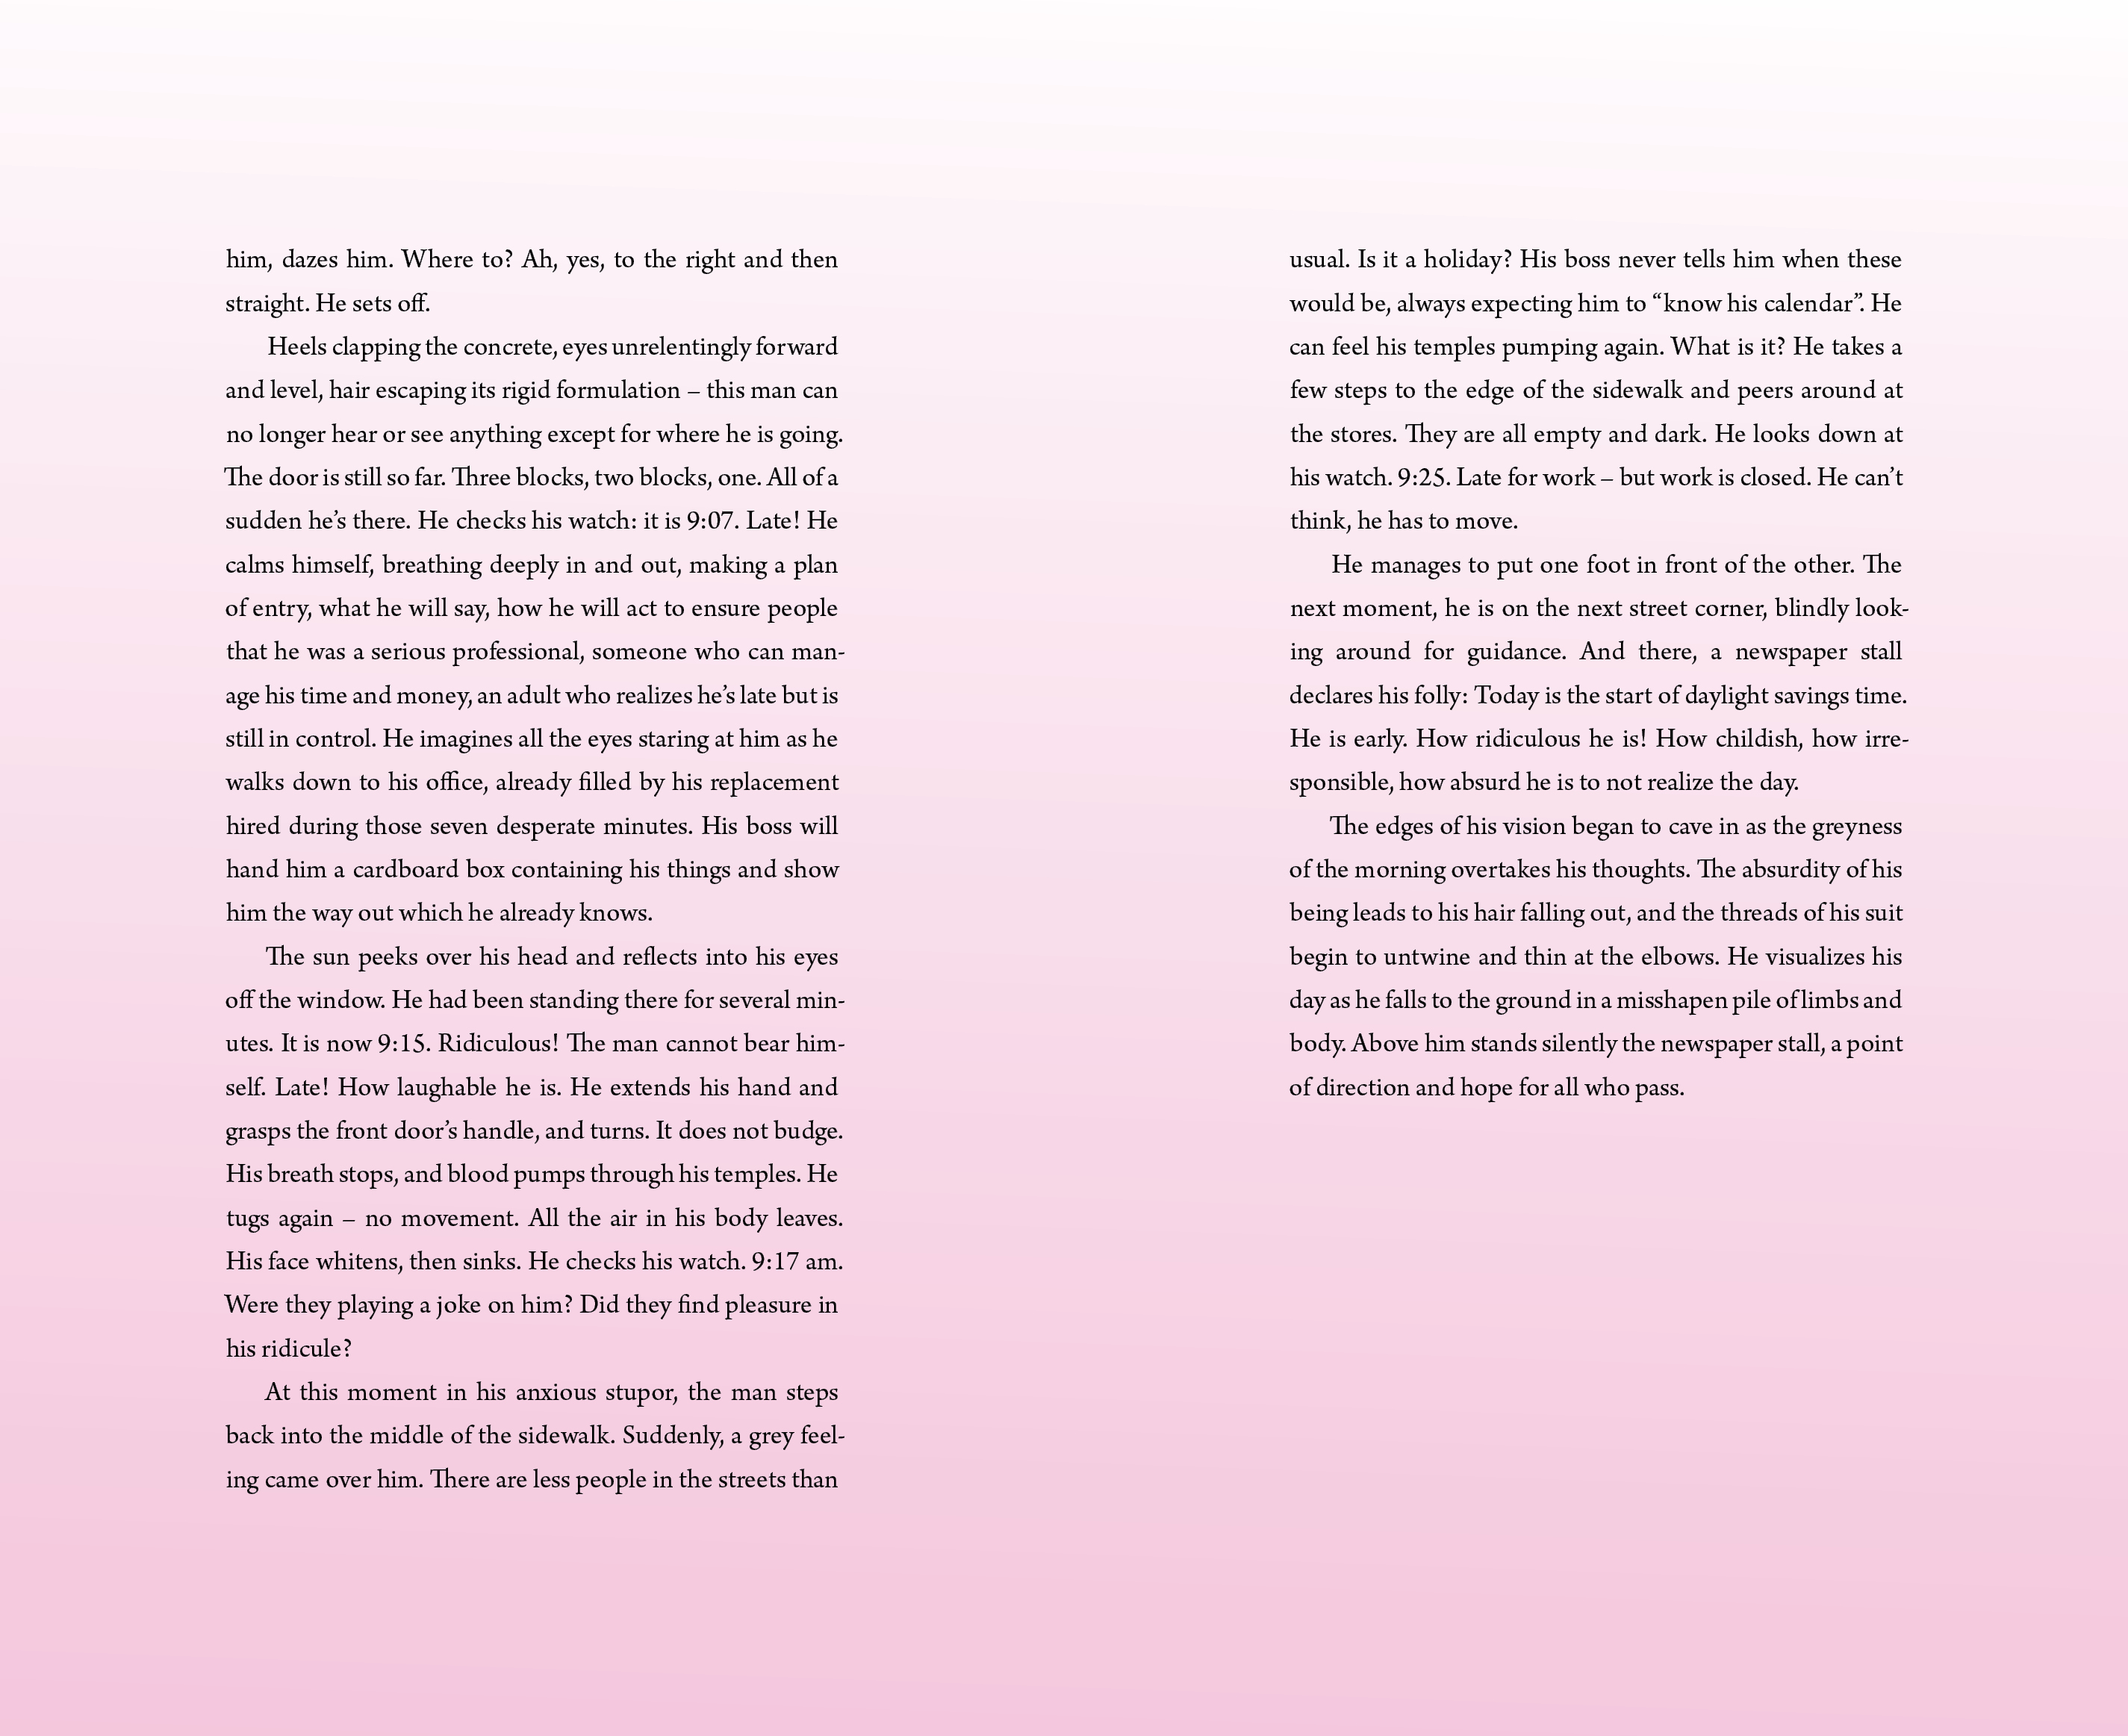 him, dazes him. Where to? Ah, yes, to the right and then
straight. He sets off.
Heels clapping the concrete, eyes unrelentingly forward
and level, hair escaping its rigid formulation – this man can
no longer hear or see anything except for where he is going.
The door is still so far. Three blocks, two blocks, one. All of a
sudden he’s there. He checks his watch: it is 9:07. Late! He
calms himself, breathing deeply in and out, making a plan
of entry, what he will say, how he will act to ensure people
that he was a serious professional, someone who can man-
age his time and money, an adult who realizes he’s late but is
still in control. He imagines all the eyes staring at him as he
walks down to his office, already filled by his replacement
hired during those seven desperate minutes. His boss will
hand him a cardboard box containing his things and show
him the way out which he already knows.
The sun peeks over his head and reflects into his eyes
off the window. He had been standing there for several min-
utes. It is now 9:15. Ridiculous! The man cannot bear him-
self. Late! How laughable he is. He extends his hand and
grasps the front door’s handle, and turns. It does not budge.
His breath stops, and blood pumps through his temples. He
tugs again – no movement. All the air in his body leaves.
His face whitens, then sinks. He checks his watch. 9:17 am.
Were they playing a joke on him? Did they find pleasure in
his ridicule?
At this moment in his anxious stupor, the man steps
back into the middle of the sidewalk. Suddenly, a grey feel-
ing came over him. There are less people in the streets than
usual. Is it a holiday? His boss never tells him when these
would be, always expecting him to “know his calendar”. He
can feel his temples pumping again. What is it? He takes a
few steps to the edge of the sidewalk and peers around at
the stores. They are all empty and dark. He looks down at
his watch. 9:25. Late for work – but work is closed. He can’t
think, he has to move.
He manages to put one foot in front of the other. The
next moment, he is on the next street corner, blindly look-
ing around for guidance. And there, a newspaper stall
declares his folly: Today is the start of daylight savings time.
He is early. How ridiculous he is! How childish, how irre-
sponsible, how absurd he is to not realize the day.
The edges of his vision began to cave in as the greyness
of the morning overtakes his thoughts. The absurdity of his
being leads to his hair falling out, and the threads of his suit
begin to untwine and thin at the elbows. He visualizes his
day as he falls to the ground in a misshapen pile of limbs and
body. Above him stands silently the newspaper stall, a point
of direction and hope for all who pass.